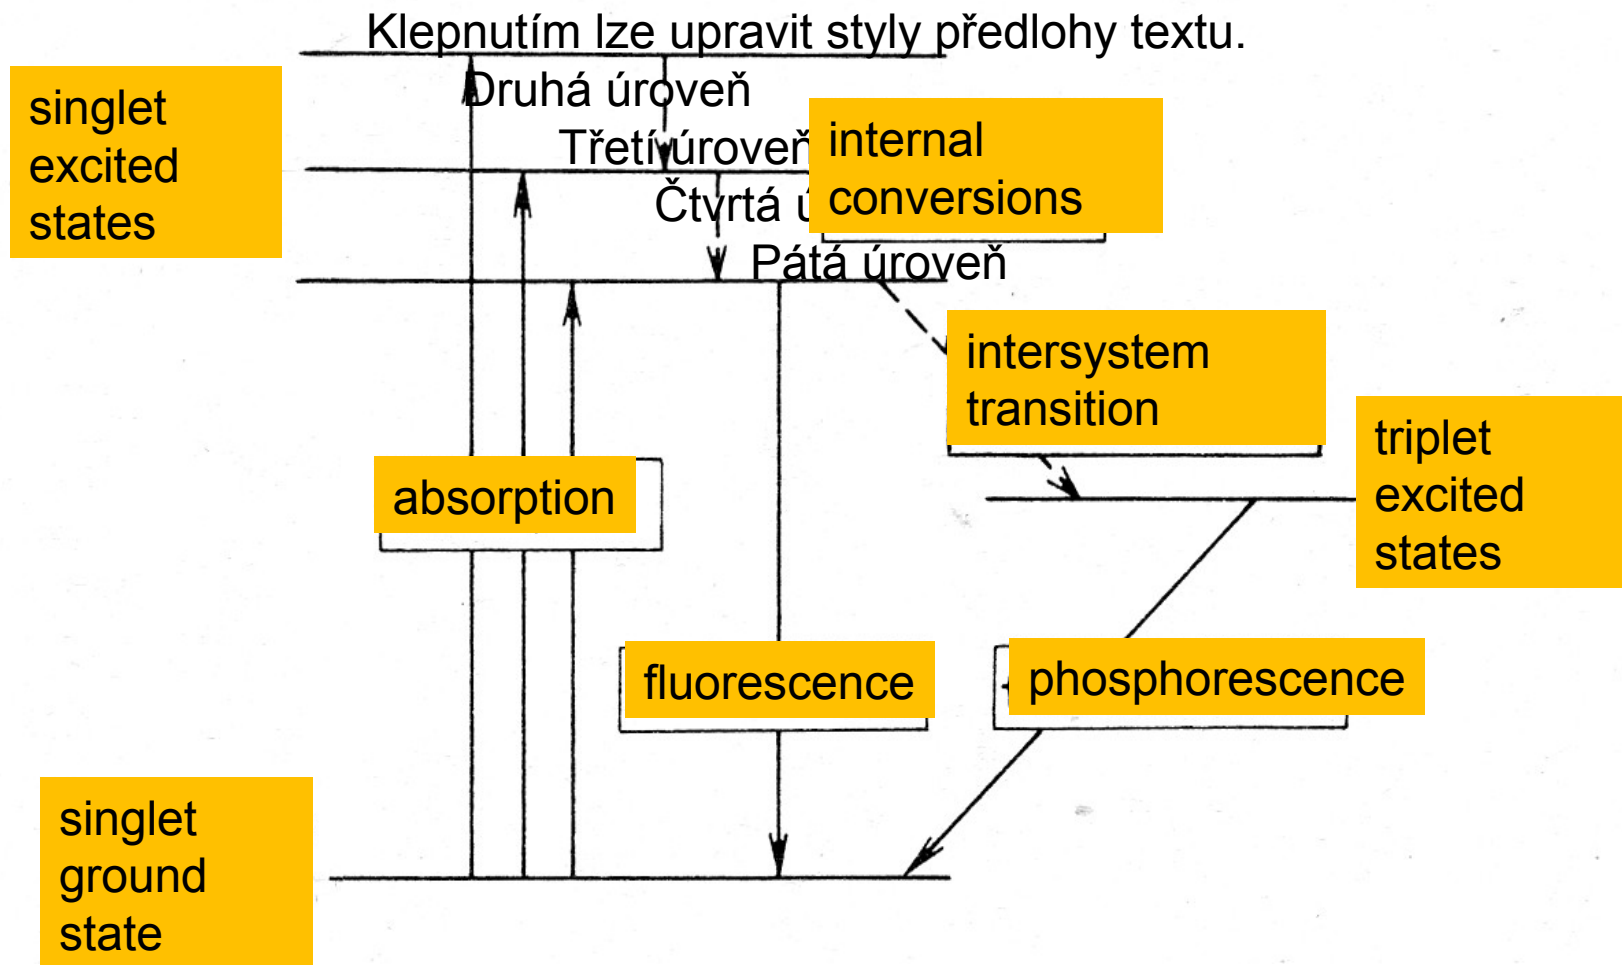 Klepnutím lze upravit styly předlohy textu.
Druhá úroveň
Třetí úroveň
Čtvrtá ú
Pátá úroveň
singlet
excited
states
internal
conversions
intersystem
transition
triplet
excited
states
absorption
fluorescence
phosphorescence
singlet
ground
state